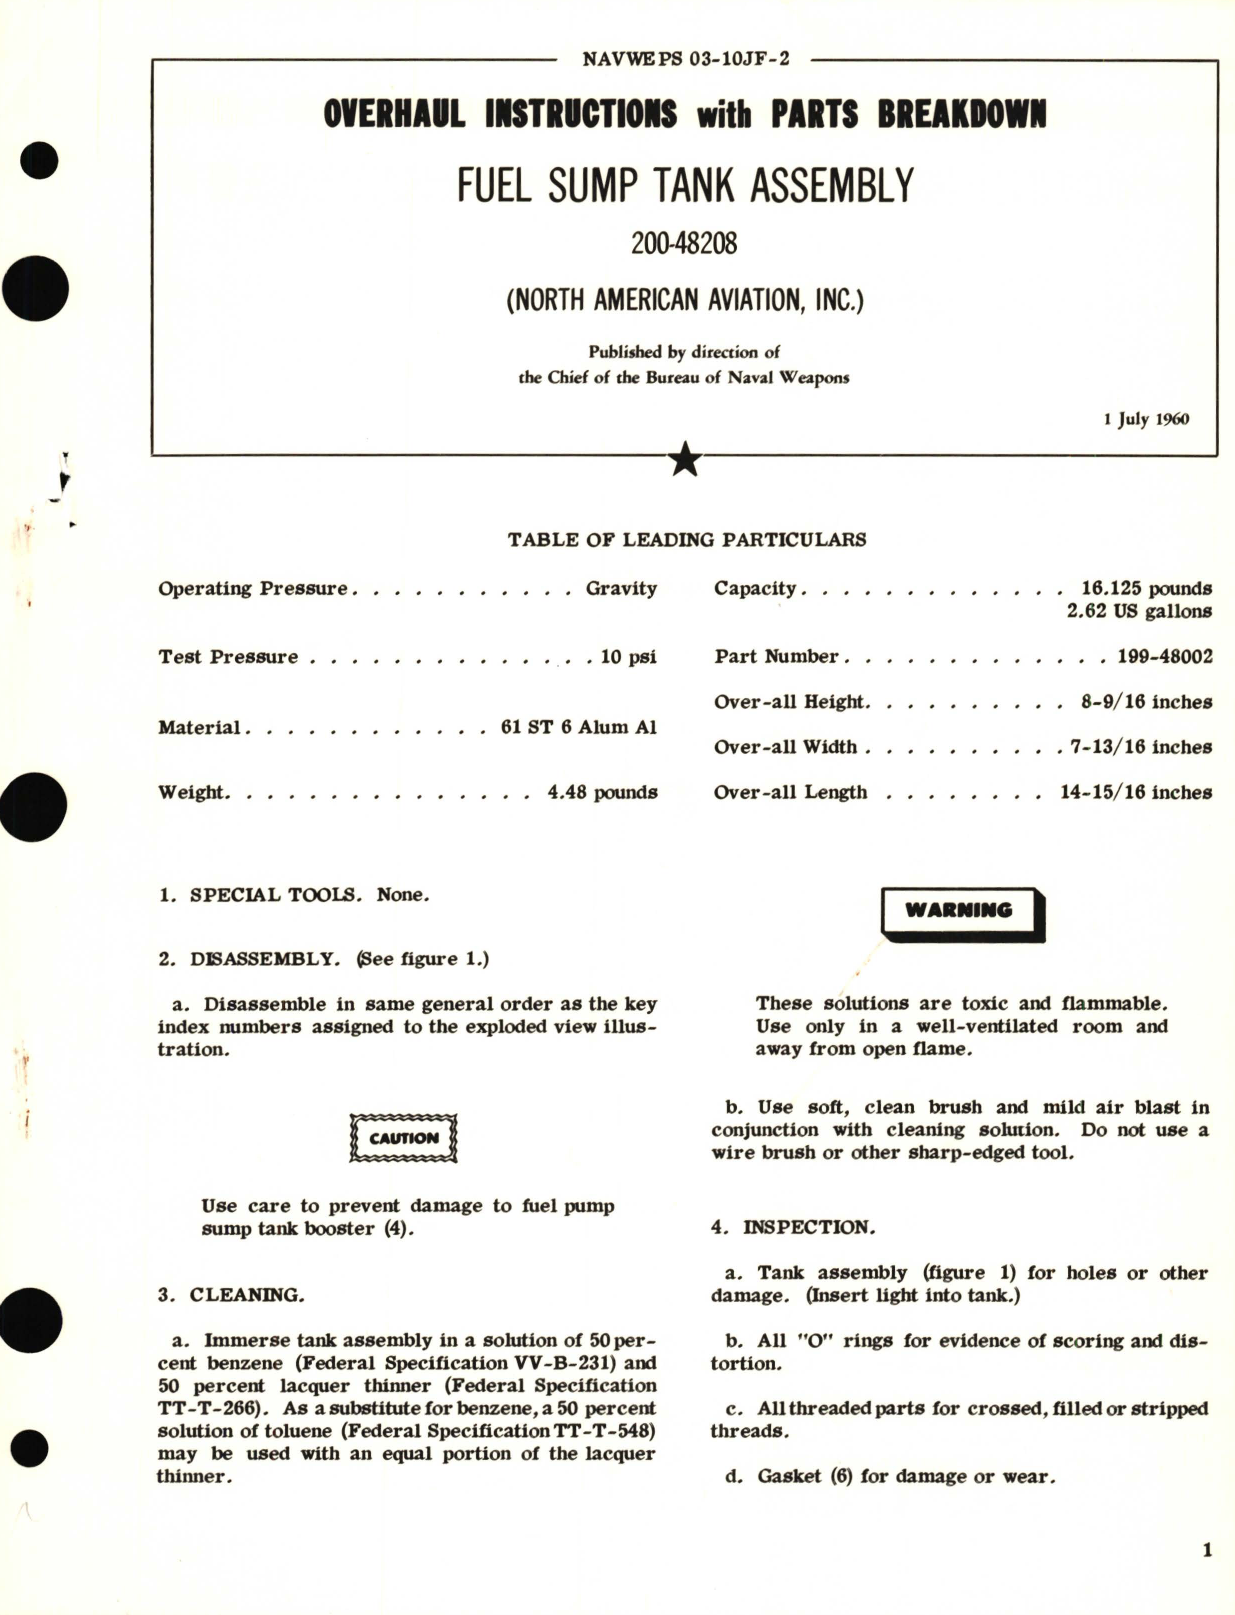 NAVWEPS 03-10JF-2
OVERHAUL INSTRUCTIONS with PARTS BREAKDOWN
FUEL SUMP TANK ASSEMBLY
200-48208
(NORTH AMERICAN AVIATION, INC.)
Published by direction of
the Chief of the Bureau of Naval Weapons
1 July 1960
TABLE OF LEADING PARTICULARS
Operating Pressure . . . . . . . . . . . Gravity
Test Pressure . . . . . . . . . . . . . . 10 psi
Material . . . . . . . . . . . . 61 ST 6 Alum Al
Weight . . . . . . . . . . . . . . 4.48 pounds
Capacity . . . . . . . . . . . . . 16.125 pounds
2.62 US gallons
Part Number . . . . . . . . . . . . . 199-48002
Over-all Height . . . . . . . . . . 8-9/16 inches
Over-all Width . . . . . . . . . . 7-13/16 inches
Over-all Length . . . . . . . . 14-15/16 inches
1. SPECIAL TOOLS. None.
2. DISASSEMBLY. (See figure 1.)
a. Disassemble in same general order as the key
index numbers assigned to the exploded view illus-
tration.
CAUTION
Use care to prevent damage to fuel pump
sump tank booster (4).
3. CLEANING.
a. Immerse tank assembly in a solution of 50 per-
cent benzene (Federal Specification VV-B-231) and
50 percent lacquer thinner (Federal Specification
TT-T-266). As a substitute for benzene, a 50 percent
solution of toluene (Federal Specification TT-T-548)
may be used with an equal portion of the lacquer
thinner.
WARNING
These solutions are toxic and flammable.
Use only in a well-ventilated room and
away from open flame.
b. Use soft, clean brush and mild air blast in
conjunction with cleaning solution. Do not use a
wire brush or other sharp-edged tool.
4. INSPECTION.
a. Tank assembly (figure 1) for holes or other
damage. (Insert light into tank.)
b. All "O" rings for evidence of scoring and dis-
tortion.
c. All threaded parts for crossed, filled or stripped
threads.
d. Gasket (6) for damage or wear.
1